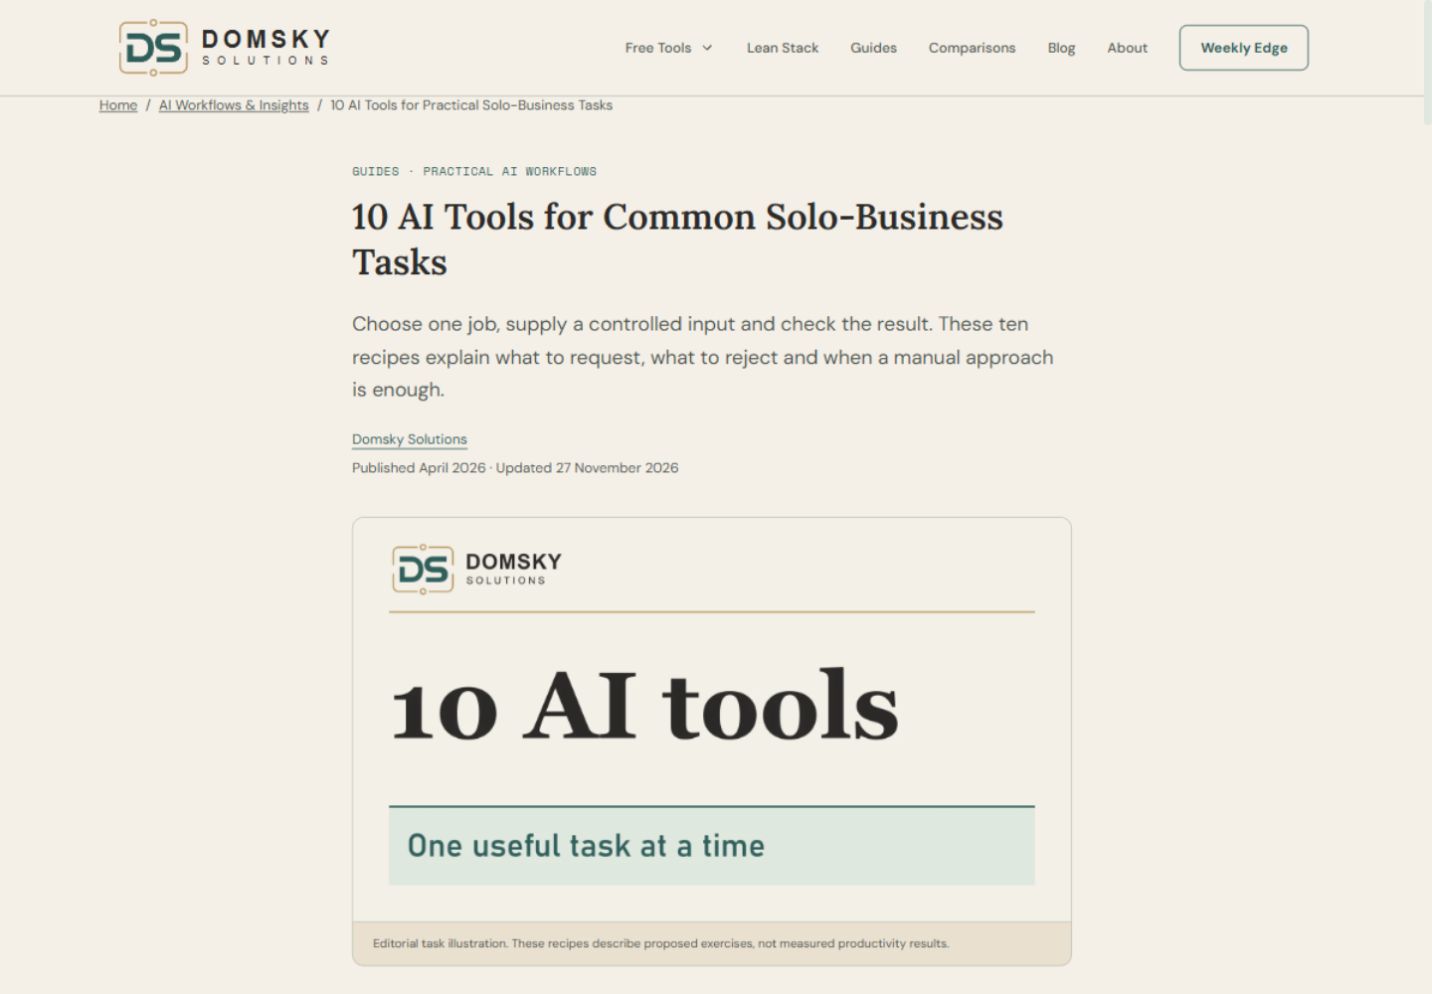 DS DOMSKY
SOLUTIONS
Free Tools Lean Stack Guides Comparisons Blog About Weekly Edge
Home / AI Workflows & Insights / 10 AI Tools for Practical Solo-Business Tasks
GUIDES · PRACTICAL AI WORKFLOWS
10 AI Tools for Common Solo-Business
Tasks
Choose one job, supply a controlled input and check the result. These ten
recipes explain what to request, what to reject and when a manual approach
is enough.
Domsky Solutions
Published April 2026 · Updated 27 November 2026
DS DOMSKY
SOLUTIONS
10 AI tools
One useful task at a time
Editorial task illustration. These recipes describe proposed exercises, not measured productivity results.